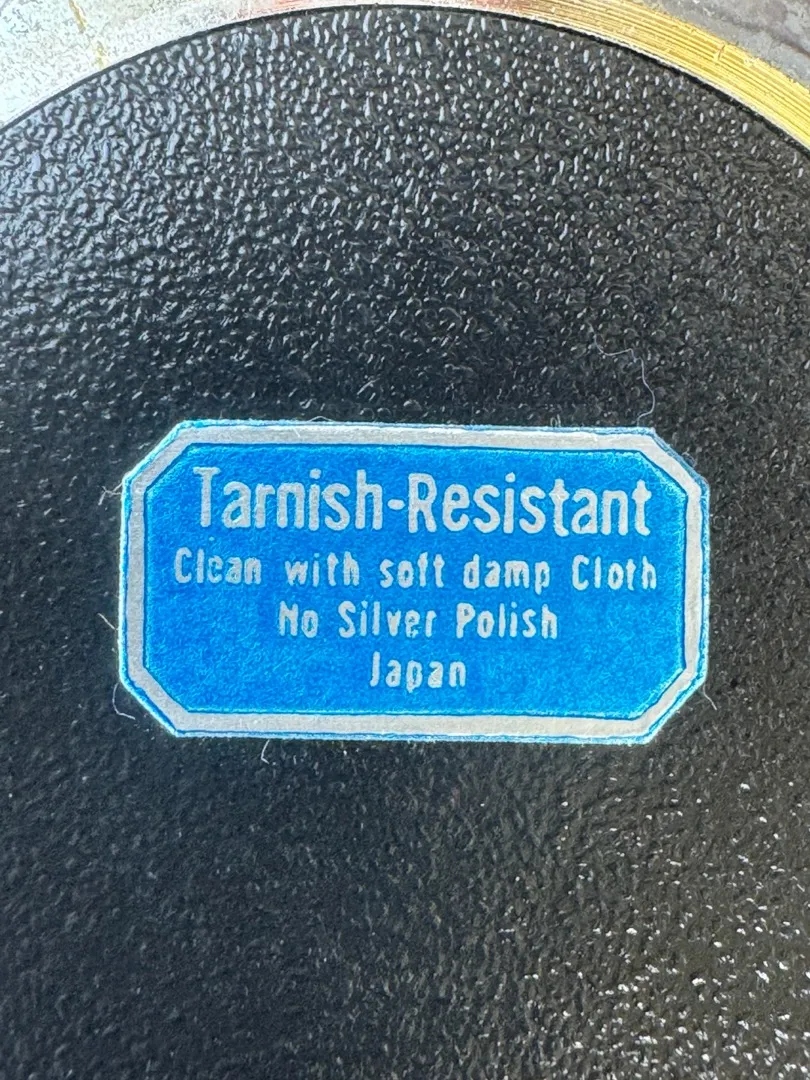 Tarnish-Resistant
Clean with soft damp Cloth
No Silver Polish
Japan